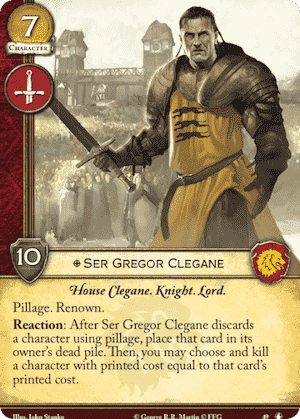 7
CHARACTER
10
SER GREGOR CLEGANE
House Clegane. Knight. Lord.
Pillage. Renown.
Reaction: After Ser Gregor Clegane discards
a character using pillage, place that card in its
owner's dead pile. Then, you may choose and kill
a character with printed cost equal to that card's
printed cost.
Illus. John Stanko © George R.R. Martin © FFG